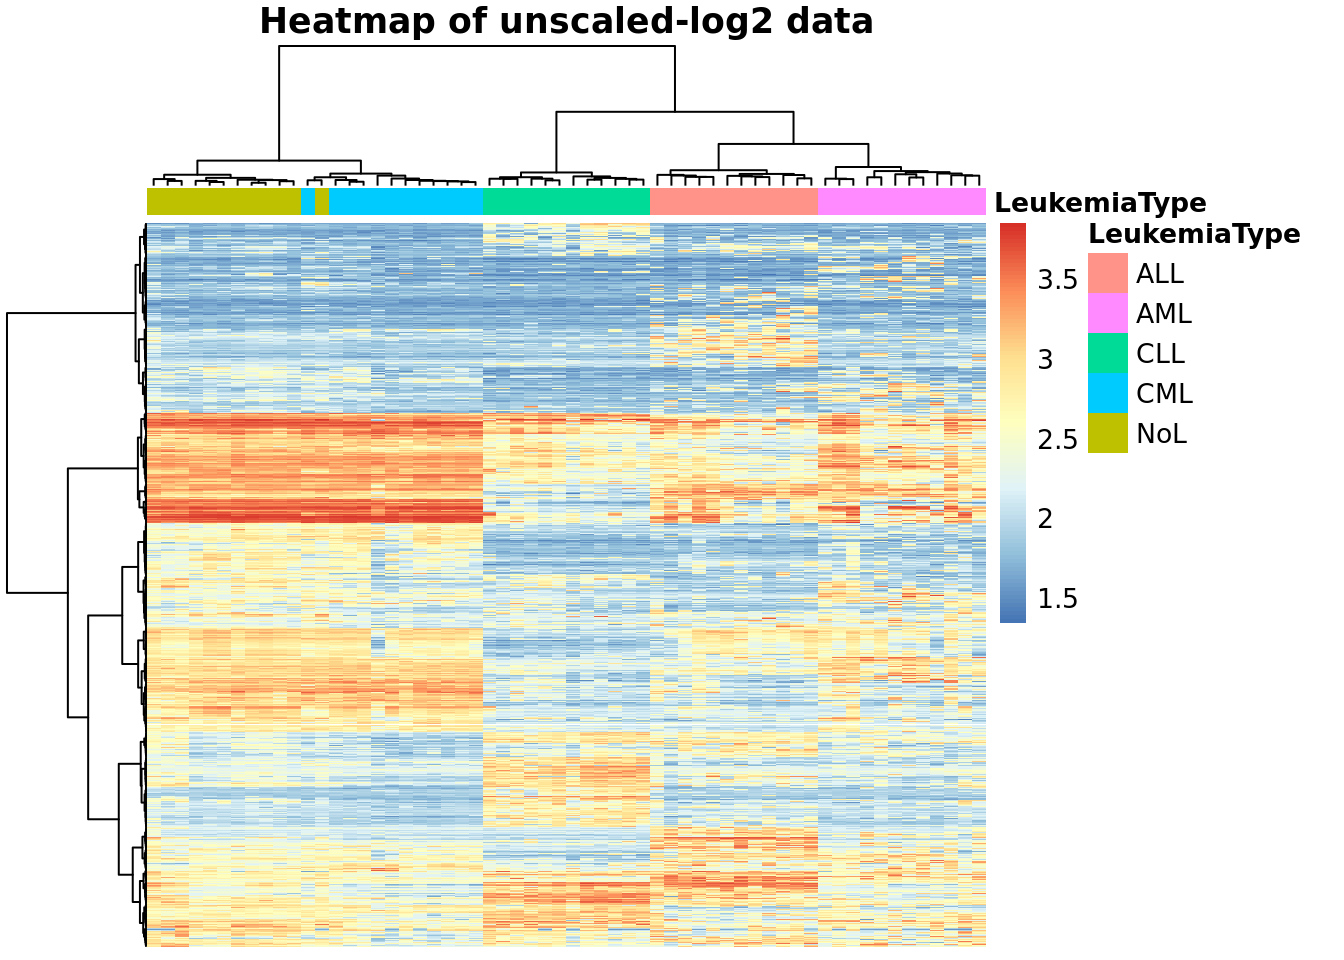 Heatmap of unscaled-log2 data
LeukemiaType
LeukemiaType
3.5
3
2.5
2
1.5
ALL
AML
CLL
CML
NoL